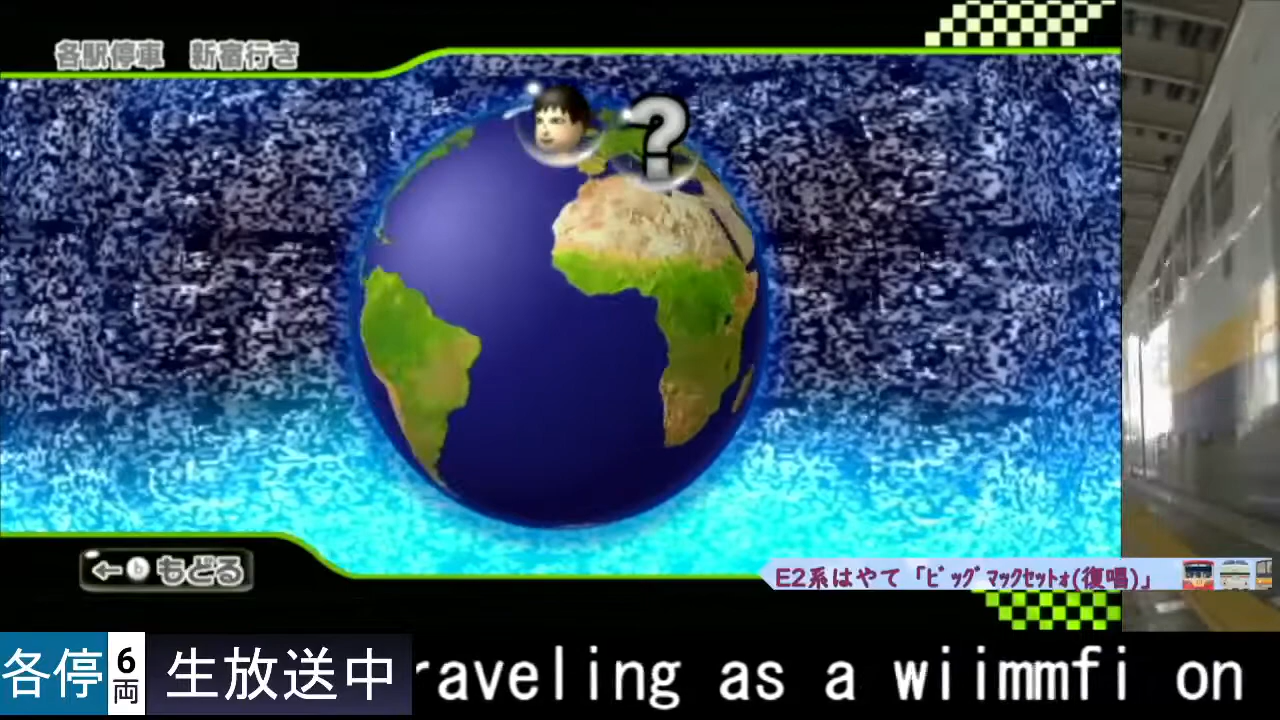 各駅停車　新宿行き
?
←ⓑもどる
E2系はやて「ﾋﾞｯｸﾞﾏｯｸｾｯﾄｫ(復唱)」
各停 6両 生放送中 raveling as a wiimmfi on